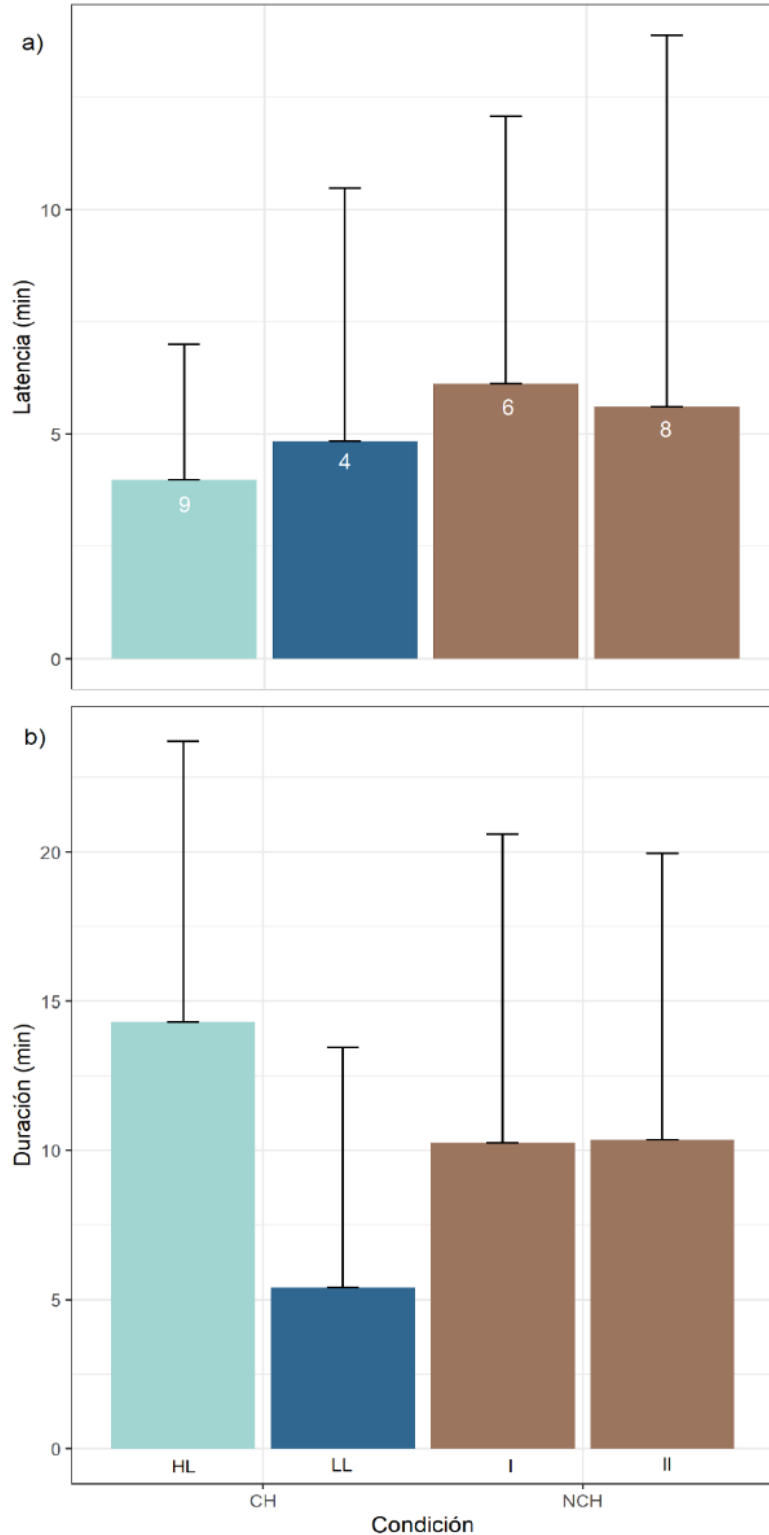 a)
Latencia (min)
10
5
0
9
4
6
8
b)
Duración (min)
20
15
10
5
0
HL LL I II
CH NCH
Condición